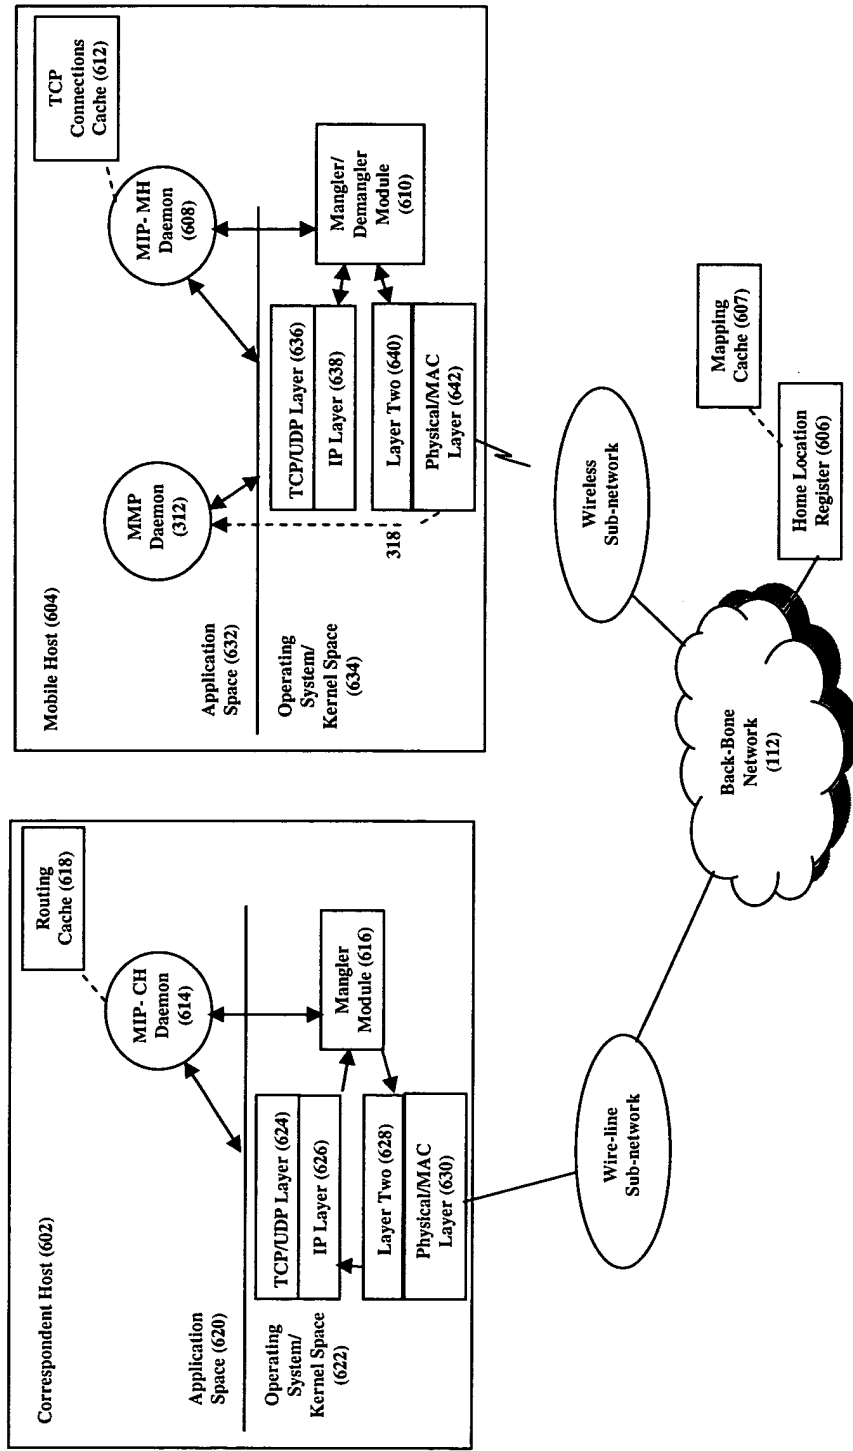 Correspondent Host (602)
Routing
Cache (618)
MIP- CH
Daemon
(614)
Application
Space (620)
Operating
System/
Kernel Space
(622)
TCP/UDP Layer (624)
IP Layer (626)
Layer Two (628)
Physical/MAC
Layer (630)
Mangler
Module (616)
Wire-line
Sub-network
Mobile Host (604)
TCP
Connections
Cache (612)
MIP- MH
Daemon
(608)
MMP
Daemon
(312)
Application
Space (632)
Operating
System/
Kernel Space
(634)
TCP/UDP Layer (636)
IP Layer (638)
Layer Two (640)
Physical/MAC
Layer (642)
318
Mangler/
Demangler
Module
(610)
Wireless
Sub-network
Back-Bone
Network
(112)
Mapping
Cache (607)
Home Location
Register (606)